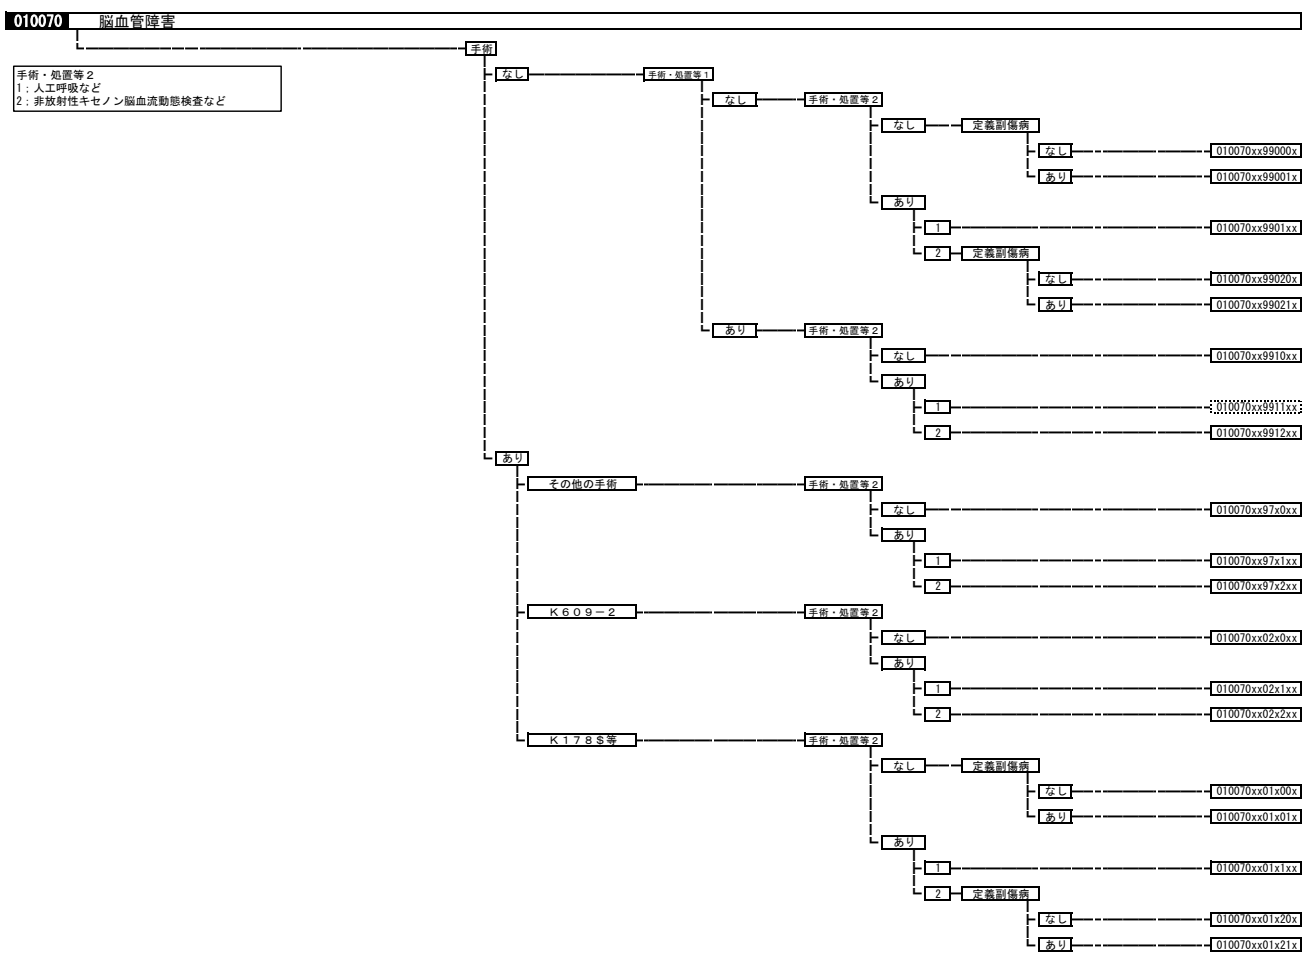 010070 脳血管障害
手術
手術・処置等２
1；人工呼吸など
2；非放射性キセノン脳血流動態検査など
なし 手術・処置等１
なし 手術・処置等２
なし 定義副傷病
なし 010070xx99000x
あり 010070xx99001x
あり
1 010070xx9901xx
2 定義副傷病
なし 010070xx99020x
あり 010070xx99021x
あり 手術・処置等２
なし 010070xx9910xx
あり
1 010070xx9911xx
2 010070xx9912xx
あり
その他の手術 手術・処置等２
なし 010070xx97x0xx
あり
1 010070xx97x1xx
2 010070xx97x2xx
Ｋ６０９－２ 手術・処置等２
なし 010070xx02x0xx
あり
1 010070xx02x1xx
2 010070xx02x2xx
Ｋ１７８＄等 手術・処置等２
なし 定義副傷病
なし 010070xx01x00x
あり 010070xx01x01x
あり
1 010070xx01x1xx
2 定義副傷病
なし 010070xx01x20x
あり 010070xx01x21x